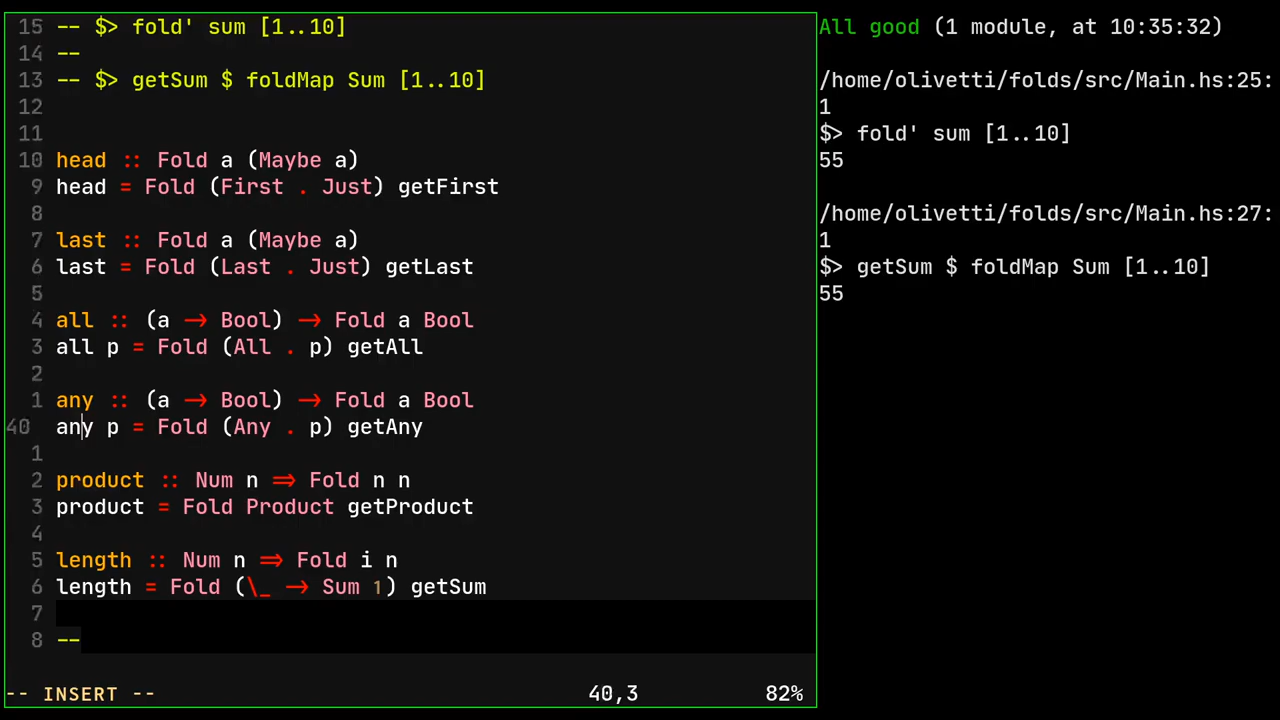 15 -- $> fold' sum [1..10]
14 --
13 -- $> getSum $ foldMap Sum [1..10]
12
11
10 head :: Fold a (Maybe a)
9 head = Fold (First . Just) getFirst
8
7 last :: Fold a (Maybe a)
6 last = Fold (Last . Just) getLast
5
4 all :: (a -> Bool) -> Fold a Bool
3 all p = Fold (All . p) getAll
2
1 any :: (a -> Bool) -> Fold a Bool
40 any p = Fold (Any . p) getAny
1
2 product :: Num n => Fold n n
3 product = Fold Product getProduct
4
5 length :: Num n => Fold i n
6 length = Fold (\_ -> Sum 1) getSum
7
8 --
-- INSERT -- 40,3 82%
All good (1 module, at 10:35:32)
/home/olivetti/folds/src/Main.hs:25:
1
$> fold' sum [1..10]
55
/home/olivetti/folds/src/Main.hs:27:
1
$> getSum $ foldMap Sum [1..10]
55